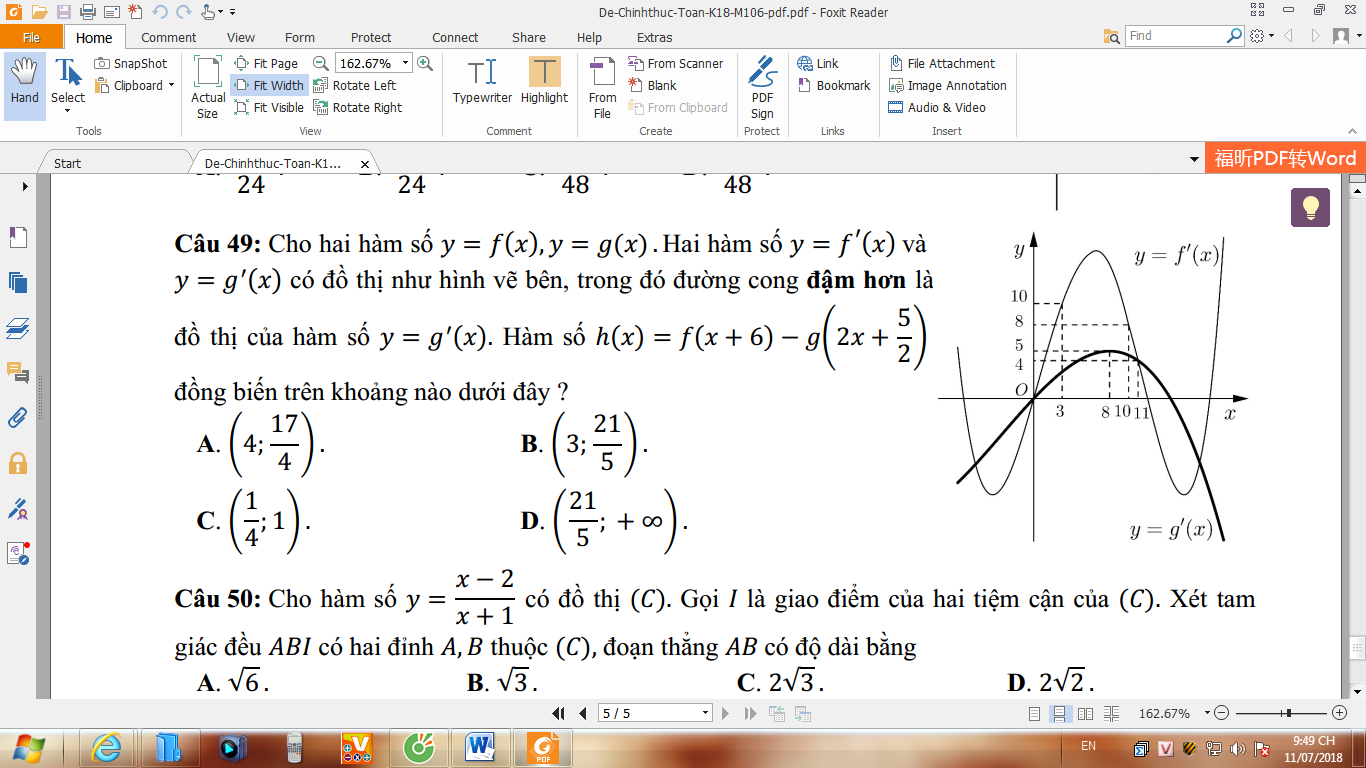 De-Chinhthuc-Toan-K18-M106-pdf.pdf - Foxit Reader
File Home Comment View Form Protect Connect Share Help Extras Find
SnapShot Fit Page 162.67% From Scanner Link File Attachment
Clipboard Fit Width Rotate Left Blank Bookmark Image Annotation
Hand Select Actual Size Fit Visible Rotate Right Typewriter Highlight From File From Clipboard PDF Sign Audio & Video
Tools View Comment Create Protect Links Insert
Start De-Chinhthuc-Toan-K1... 福昕PDF转Word
24 24 48 48
Câu 49: Cho hai hàm số y = f(x), y = g(x). Hai hàm số y = f′(x) và
y = g′(x) có đồ thị như hình vẽ bên, trong đó đường cong đậm hơn là
đồ thị của hàm số y = g′(x). Hàm số h(x) = f(x + 6) − g(2x + 5/2)
đồng biến trên khoảng nào dưới đây ?
A. (4; 17/4). B. (3; 21/5).
C. (1/4; 1). D. (21/5; +∞).
y y = f′(x)
10
8
5
4
O 3 8 10 11 x
y = g′(x)
Câu 50: Cho hàm số y = (x − 2)/(x + 1) có đồ thị (C). Gọi I là giao điểm của hai tiệm cận của (C). Xét tam
giác đều ABI có hai đỉnh A, B thuộc (C), đoạn thẳng AB có độ dài bằng
A. √6. B. √3. C. 2√3. D. 2√2.
5 / 5 162.67%
EN 9:49 CH
11/07/2018